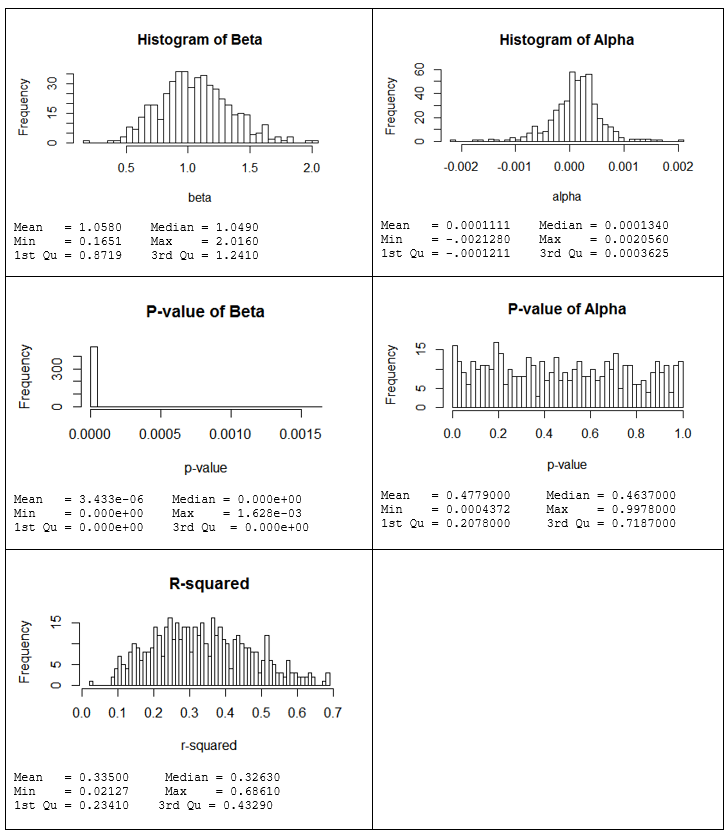 Histogram of Beta
Frequency
0 15 30
0.5 1.0 1.5 2.0
beta
Mean = 1.0580 Median = 1.0490
Min = 0.1651 Max = 2.0160
1st Qu = 0.8719 3rd Qu = 1.2410
Histogram of Alpha
Frequency
0 20 40 60
-0.002 -0.001 0.000 0.001 0.002
alpha
Mean = 0.0001111 Median = 0.0001340
Min = -.0021280 Max = 0.0020560
1st Qu = -.0001211 3rd Qu = 0.0003625
P-value of Beta
Frequency
0 300
0.0000 0.0005 0.0010 0.0015
p-value
Mean = 3.433e-06 Median = 0.000e+00
Min = 0.000e+00 Max = 1.628e-03
1st Qu = 0.000e+00 3rd Qu = 0.000e+00
P-value of Alpha
Frequency
0 5 15
0.0 0.2 0.4 0.6 0.8 1.0
p-value
Mean = 0.4779000 Median = 0.4637000
Min = 0.0004372 Max = 0.9978000
1st Qu = 0.2078000 3rd Qu = 0.7187000
R-squared
Frequency
0 5 15
0.0 0.1 0.2 0.3 0.4 0.5 0.6 0.7
r-squared
Mean = 0.33500 Median = 0.32630
Min = 0.02127 Max = 0.68610
1st Qu = 0.23410 3rd Qu = 0.43290